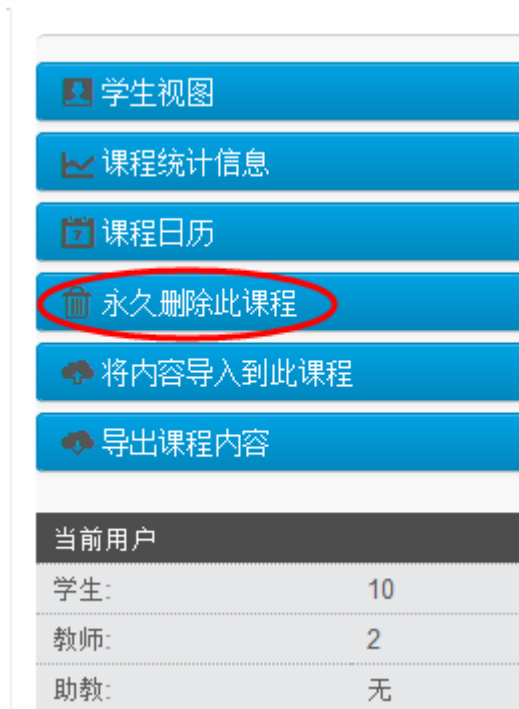 学生视图
课程统计信息
7 课程日历
永久删除此课程
将内容导入到此课程
导出课程内容
当前用户
学生: 10
教师: 2
助教: 无